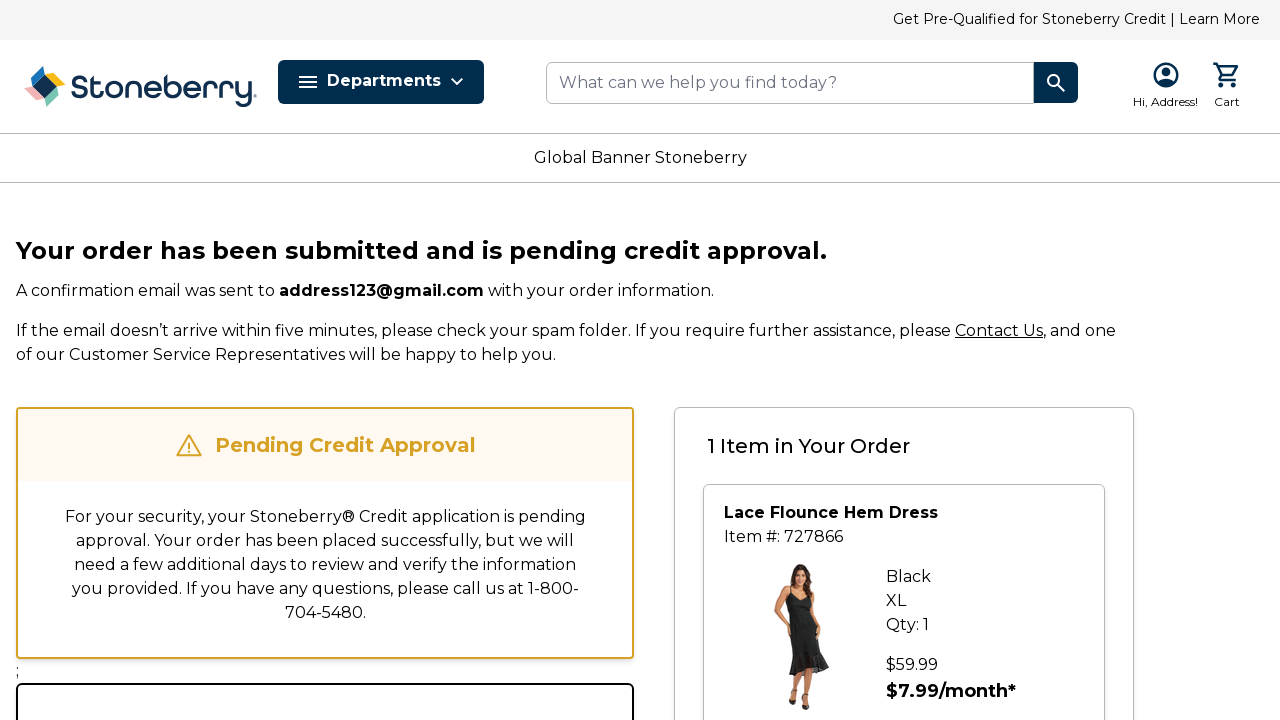 Get Pre-Qualified for Stoneberry Credit | Learn More
Stoneberry®
Departments
What can we help you find today?
Hi, Address!
Cart
Global Banner Stoneberry
Your order has been submitted and is pending credit approval.
A confirmation email was sent to address123@gmail.com with your order information.
If the email doesn’t arrive within five minutes, please check your spam folder. If you require further assistance, please Contact Us, and one
of our Customer Service Representatives will be happy to help you.
Pending Credit Approval
For your security, your Stoneberry® Credit application is pending
approval. Your order has been placed successfully, but we will
need a few additional days to review and verify the information
you provided. If you have any questions, please call us at 1-800-
704-5480.
;
1 Item in Your Order
Lace Flounce Hem Dress
Item #: 727866
Black
XL
Qty: 1
$59.99
$7.99/month*